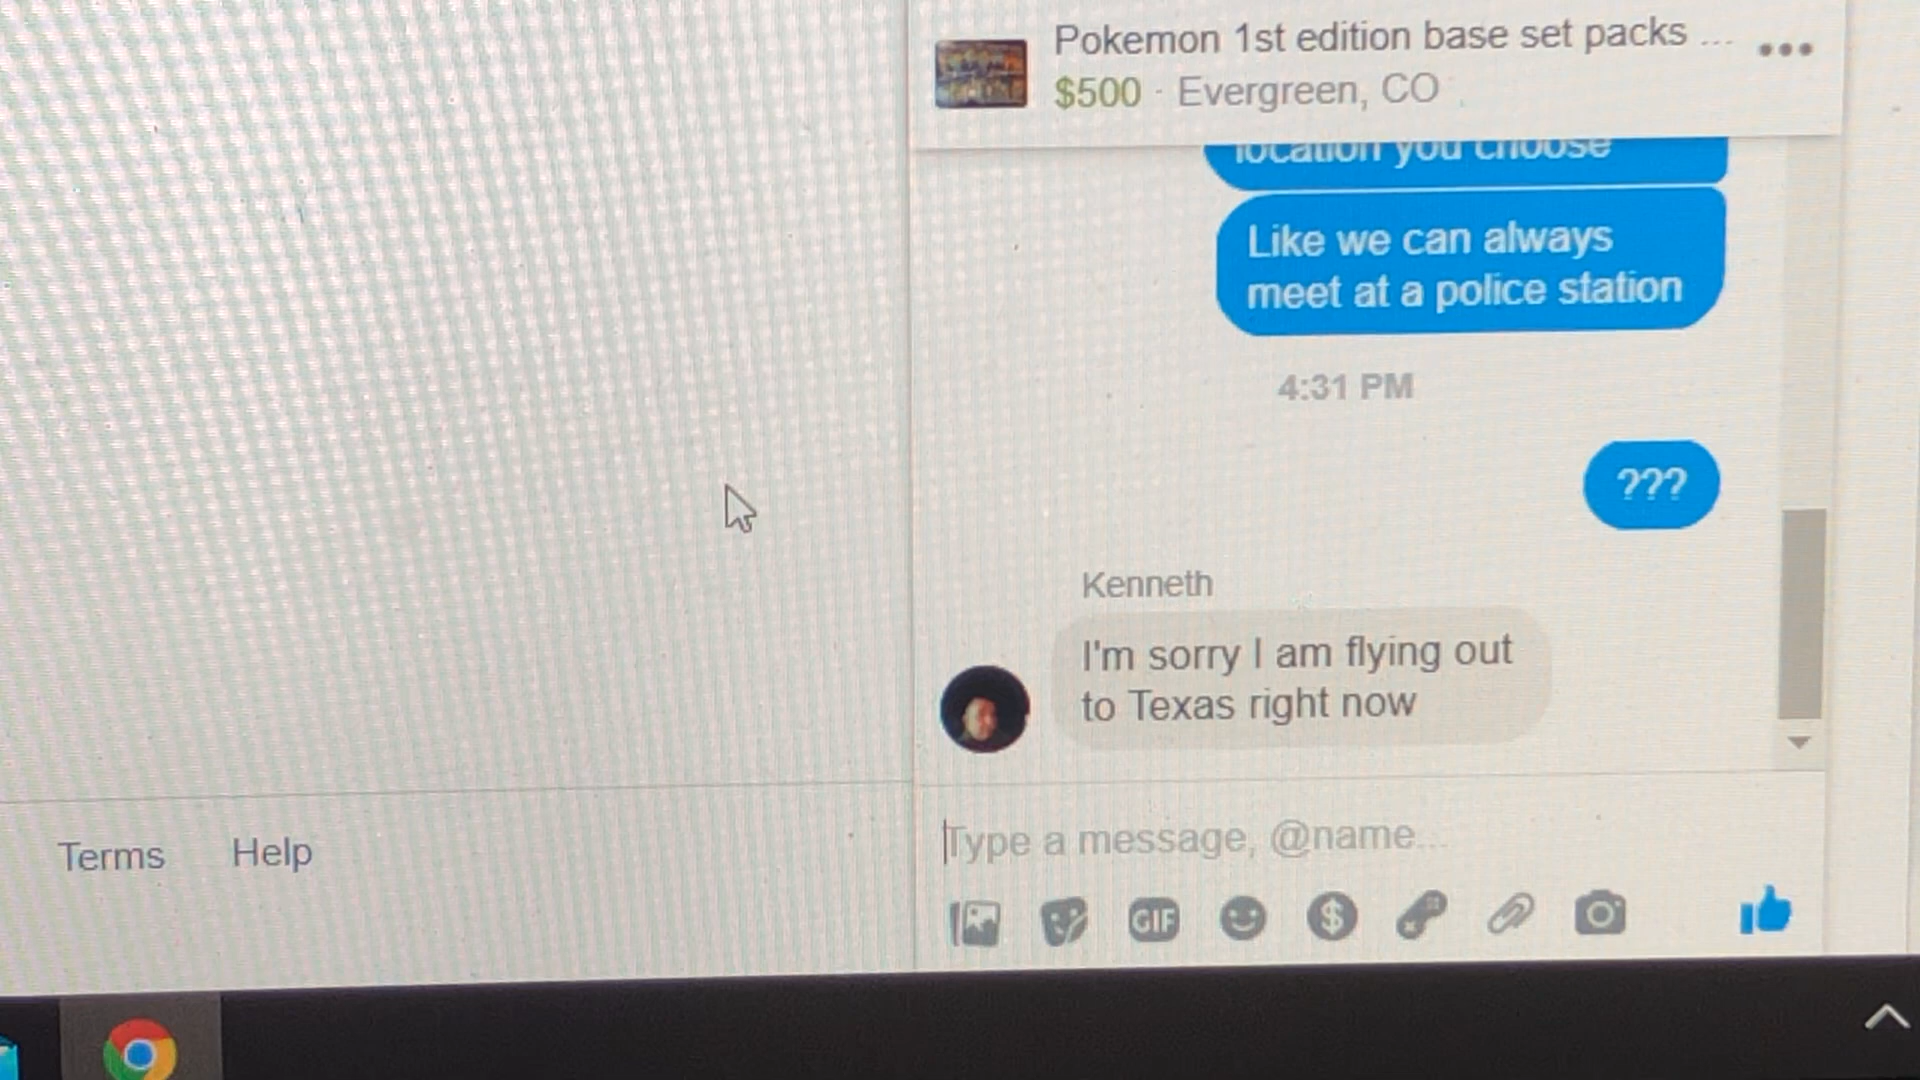 Pokemon 1st edition base set packs ...
$500 · Evergreen, CO
location you choose
Like we can always
meet at a police station
4:31 PM
???
Kenneth
I'm sorry I am flying out
to Texas right now
Type a message, @name...
GIF
Terms Help